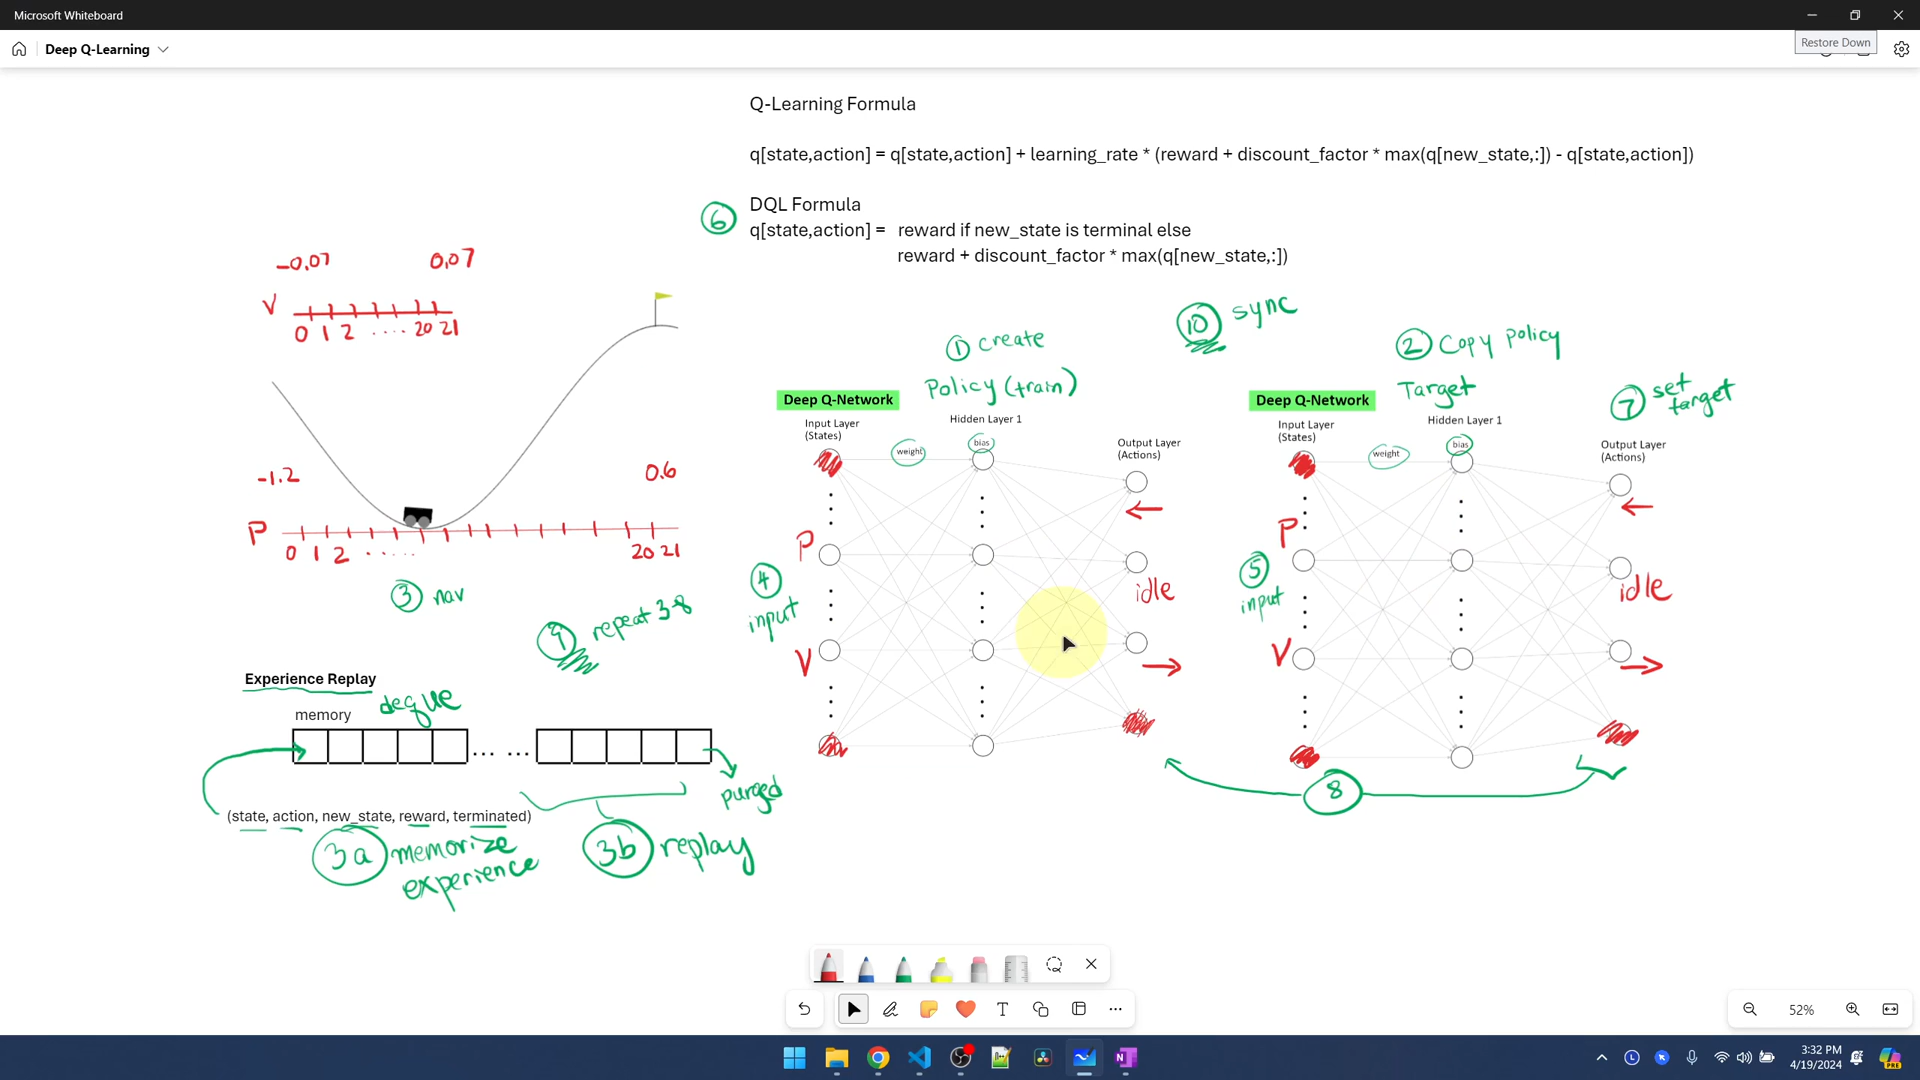 Microsoft Whiteboard
Deep Q-Learning
Restore Down
Q-Learning Formula
q[state,action] = q[state,action] + learning_rate * (reward + discount_factor * max(q[new_state,:]) - q[state,action])
6
DQL Formula
q[state,action] = reward if new_state is terminal else
reward + discount_factor * max(q[new_state,:])
-0.07 0.07
V
0 1 2 .... 20 21
-1.2 0.6
P
0 1 2 ..... 20 21
3 nav
9 repeat 3-8
Experience Replay
memory deque
... ...
purged
(state, action, new_state, reward, terminated)
3a memorize
experience
3b replay
10 sync
1 create
Policy (train)
Deep Q-Network
Input Layer
(States)
weight
Hidden Layer 1
bias
Output Layer
(Actions)
P
4
input
V
idle
2 Copy policy
Target
7 set
target
Deep Q-Network
Input Layer
(States)
weight
Hidden Layer 1
bias
Output Layer
(Actions)
P
5
input
V
idle
8
52%
3:32 PM
4/19/2024